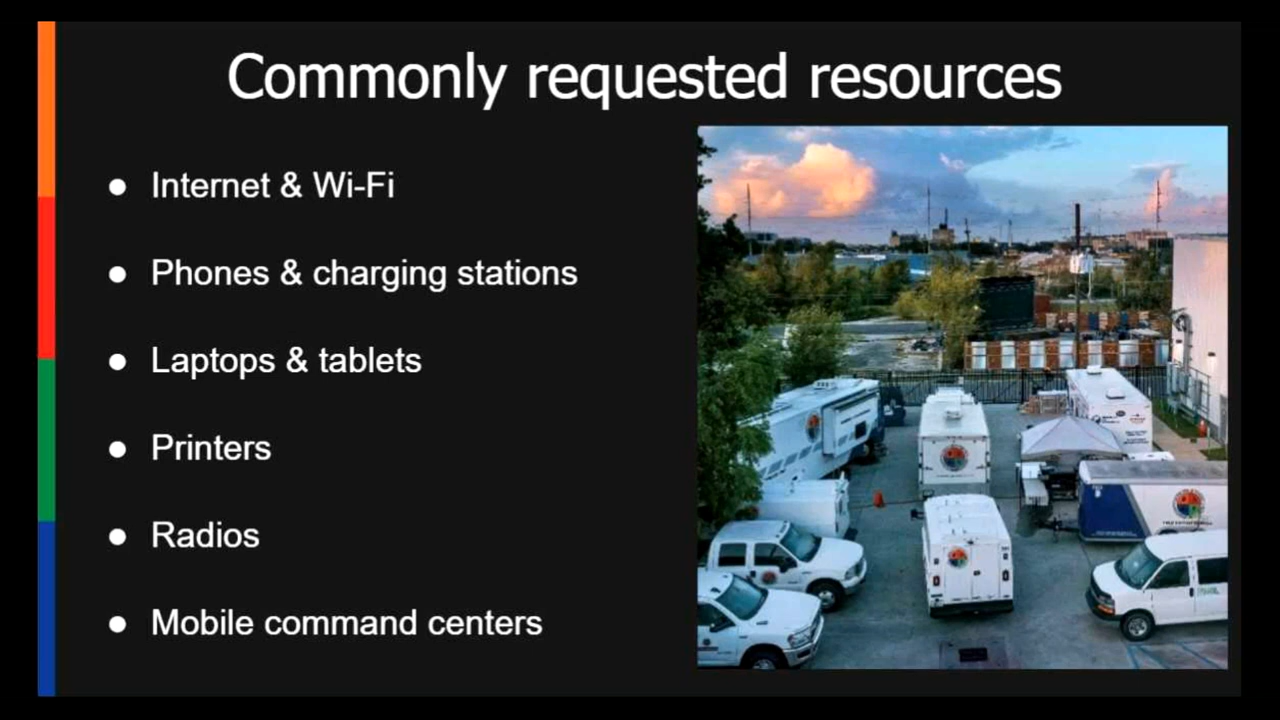 Commonly requested resources
● Internet & Wi-Fi
● Phones & charging stations
● Laptops & tablets
● Printers
● Radios
● Mobile command centers